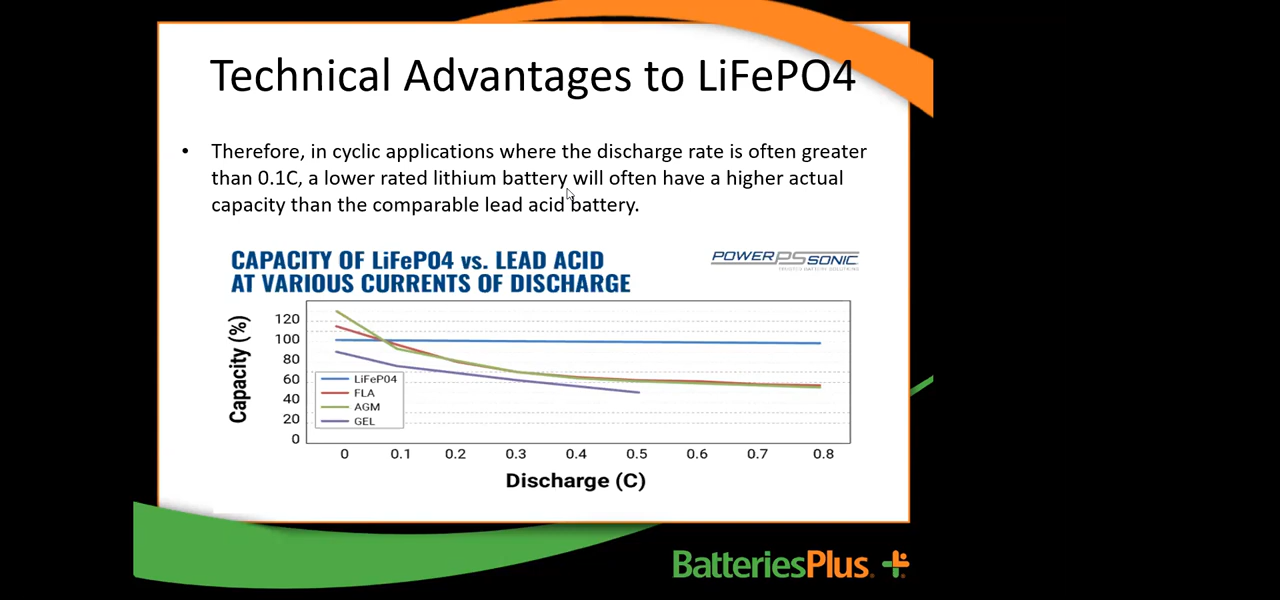 Technical Advantages to LiFePO4
• Therefore, in cyclic applications where the discharge rate is often greater
than 0.1C, a lower rated lithium battery will often have a higher actual
capacity than the comparable lead acid battery.
CAPACITY OF LiFePO4 vs. LEAD ACID
AT VARIOUS CURRENTS OF DISCHARGE
POWER PS SONIC
TRUSTED BATTERY SOLUTIONS
Capacity (%)
120
100
80
60
40
20
0
LiFePO4
FLA
AGM
GEL
0 0.1 0.2 0.3 0.4 0.5 0.6 0.7 0.8
Discharge (C)
BatteriesPlus.